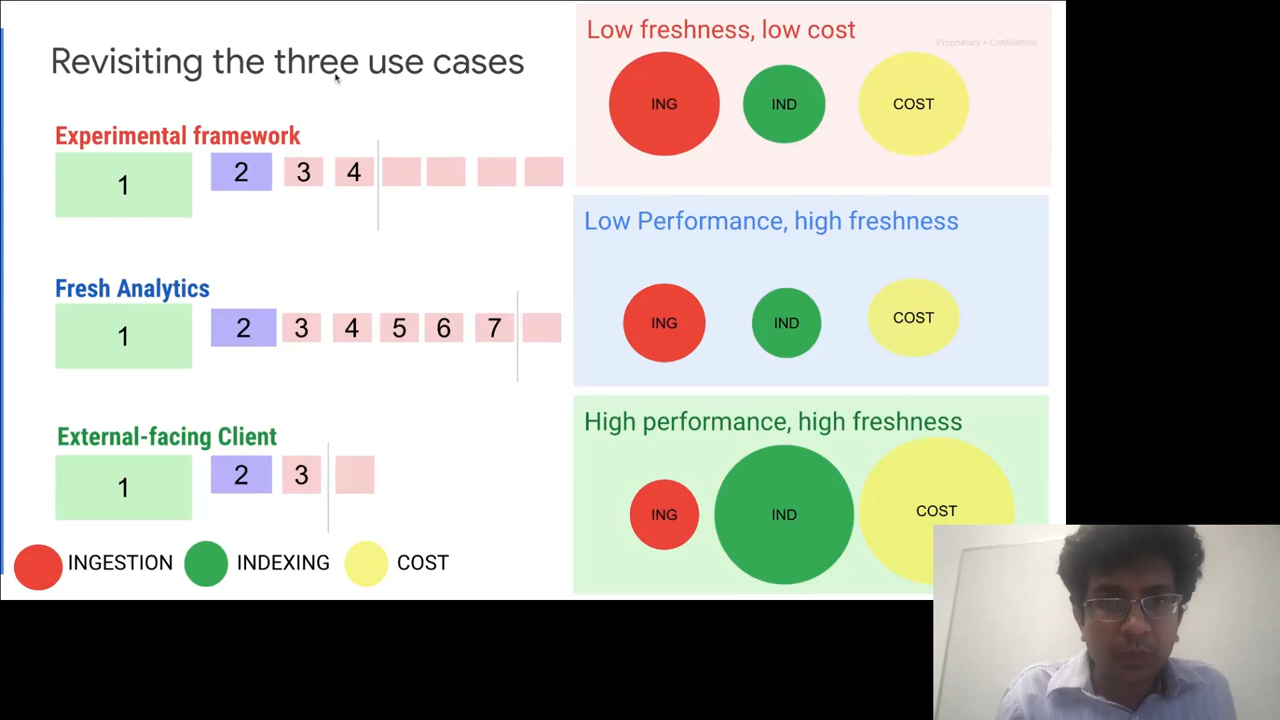 Revisiting the three use cases
Experimental framework
1 2 3 4
Fresh Analytics
1 2 3 4 5 6 7
External-facing Client
1 2 3
INGESTION INDEXING COST
Low freshness, low cost
Proprietary + Confidential
ING IND COST
Low Performance, high freshness
ING IND COST
High performance, high freshness
ING IND COST